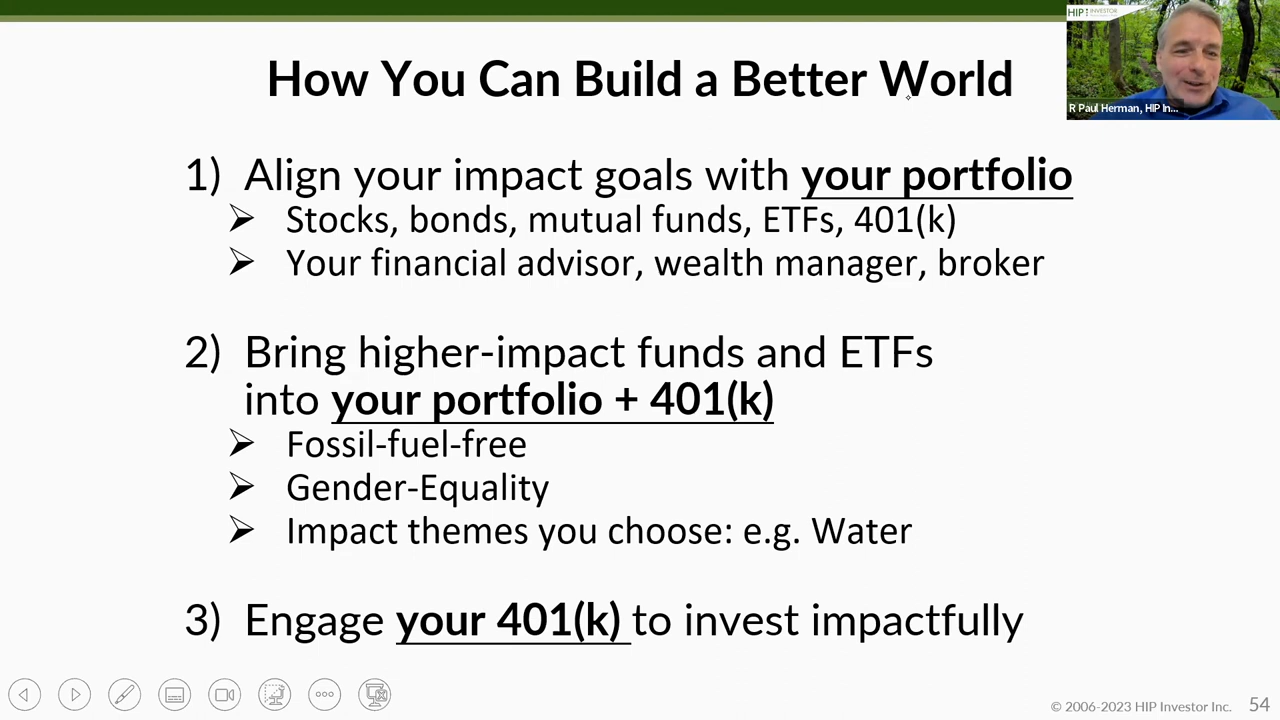 How You Can Build a Better World
HIP INVESTOR
R Paul Herman, HIP In...
1) Align your impact goals with your portfolio
➢ Stocks, bonds, mutual funds, ETFs, 401(k)
➢ Your financial advisor, wealth manager, broker
2) Bring higher-impact funds and ETFs
into your portfolio + 401(k)
➢ Fossil-fuel-free
➢ Gender-Equality
➢ Impact themes you choose: e.g. Water
3) Engage your 401(k) to invest impactfully
© 2006-2023 HIP Investor Inc. 54